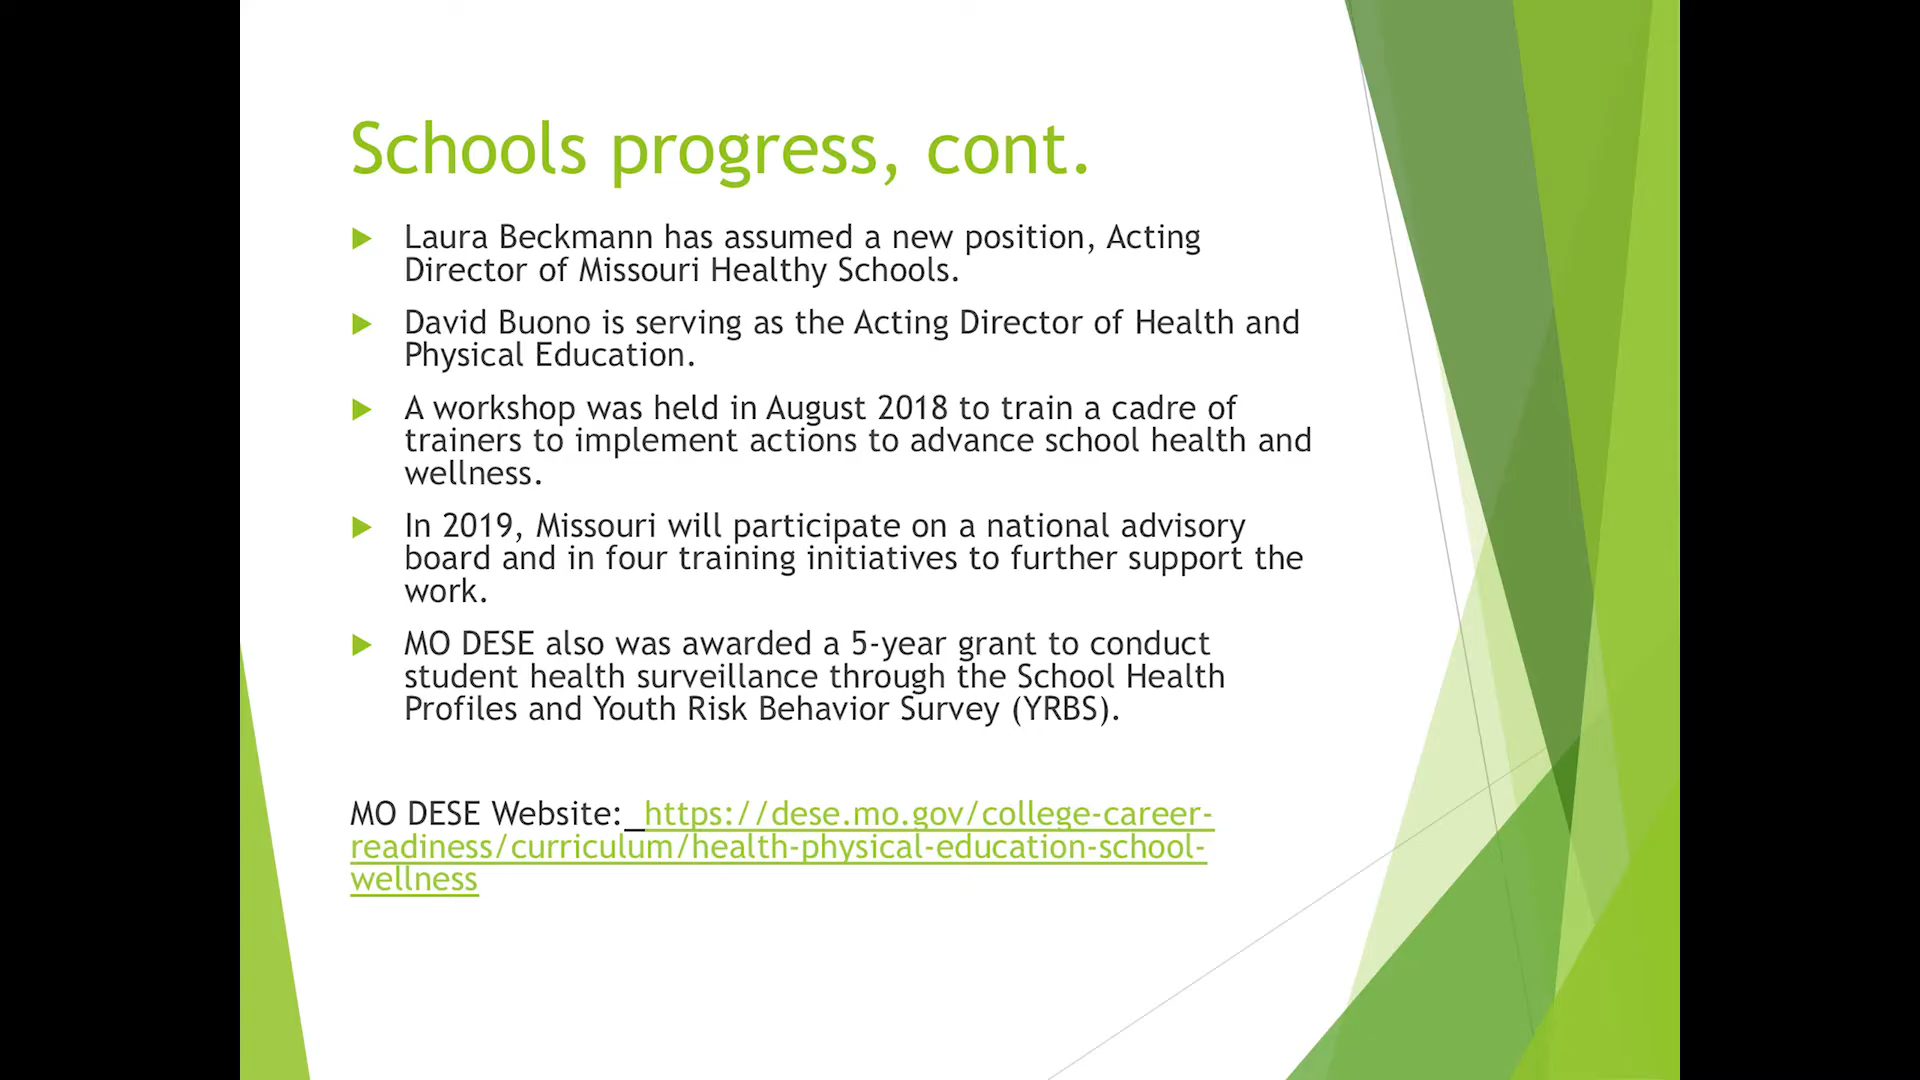 Schools progress, cont.
Laura Beckmann has assumed a new position, Acting
Director of Missouri Healthy Schools.
David Buono is serving as the Acting Director of Health and
Physical Education.
A workshop was held in August 2018 to train a cadre of
trainers to implement actions to advance school health and
wellness.
In 2019, Missouri will participate on a national advisory
board and in four training initiatives to further support the
work.
MO DESE also was awarded a 5-year grant to conduct
student health surveillance through the School Health
Profiles and Youth Risk Behavior Survey (YRBS).
MO DESE Website: https://dese.mo.gov/college-career-
readiness/curriculum/health-physical-education-school-
wellness